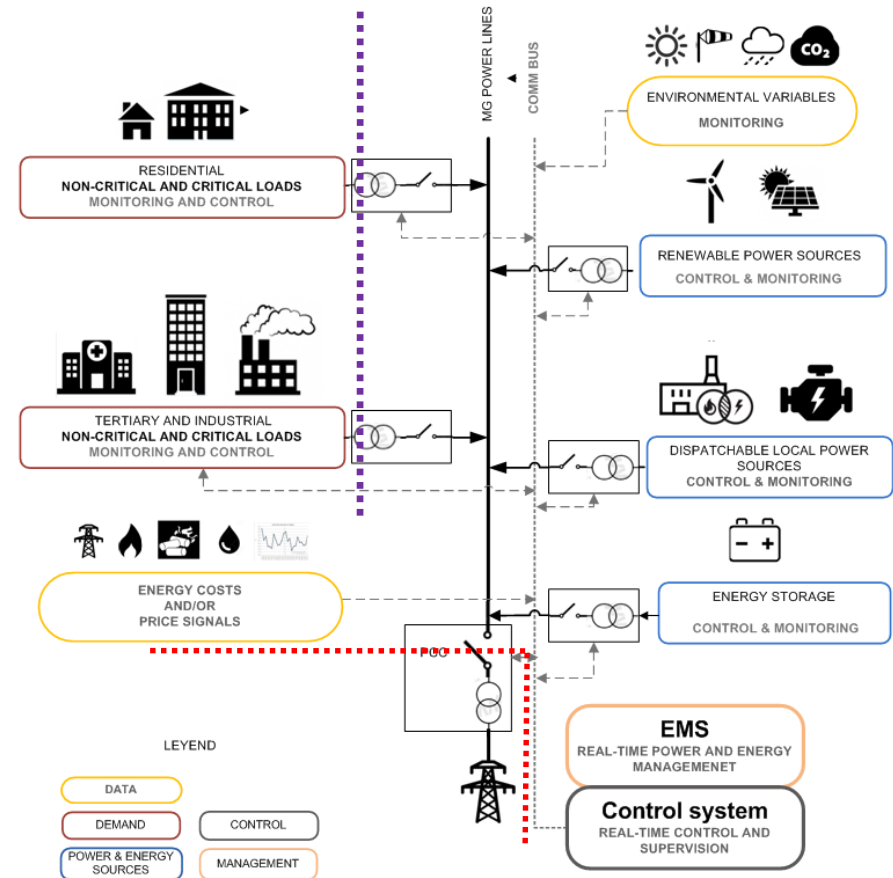 MG POWER LINES
COMM BUS
CO₂
ENVIRONMENTAL VARIABLES
MONITORING
RESIDENTIAL
NON-CRITICAL AND CRITICAL LOADS
MONITORING AND CONTROL
RENEWABLE POWER SOURCES
CONTROL & MONITORING
TERTIARY AND INDUSTRIAL
NON-CRITICAL AND CRITICAL LOADS
MONITORING AND CONTROL
DISPATCHABLE LOCAL POWER
SOURCES
CONTROL & MONITORING
ENERGY COSTS
AND/OR
PRICE SIGNALS
ENERGY STORAGE
CONTROL & MONITORING
PCC
EMS
REAL-TIME POWER AND ENERGY
MANAGEMENET
Control system
REAL-TIME CONTROL AND
SUPERVISION
LEYEND
DATA
DEMAND
CONTROL
POWER & ENERGY
SOURCES
MANAGEMENT